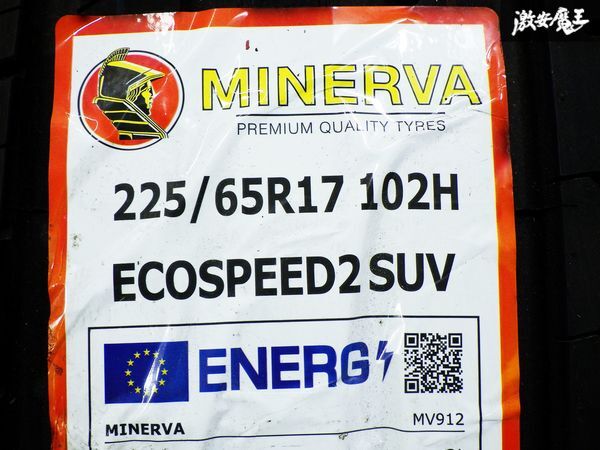 激安魔王
MINERVA
PREMIUM QUALITY TYRES
225/65R17 102H
ECOSPEED2 SUV
ENERG
MINERVA MV912